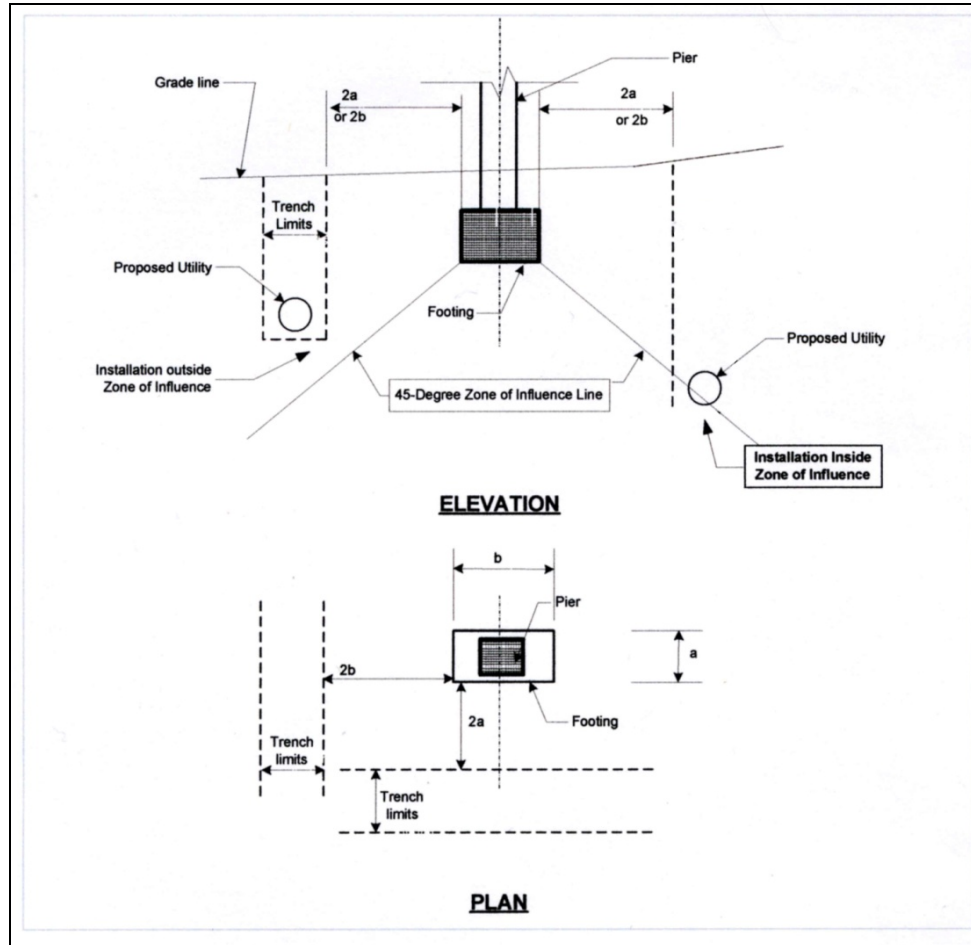 Pier
Grade line
2a
or 2b
2a
or 2b
Trench
Limits
Proposed Utility
Footing
Proposed Utility
Installation outside
Zone of Influence
45-Degree Zone of Influence Line
Installation Inside
Zone of Influence
ELEVATION
b
Pier
a
2b
2a
Footing
Trench
limits
Trench
limits
PLAN